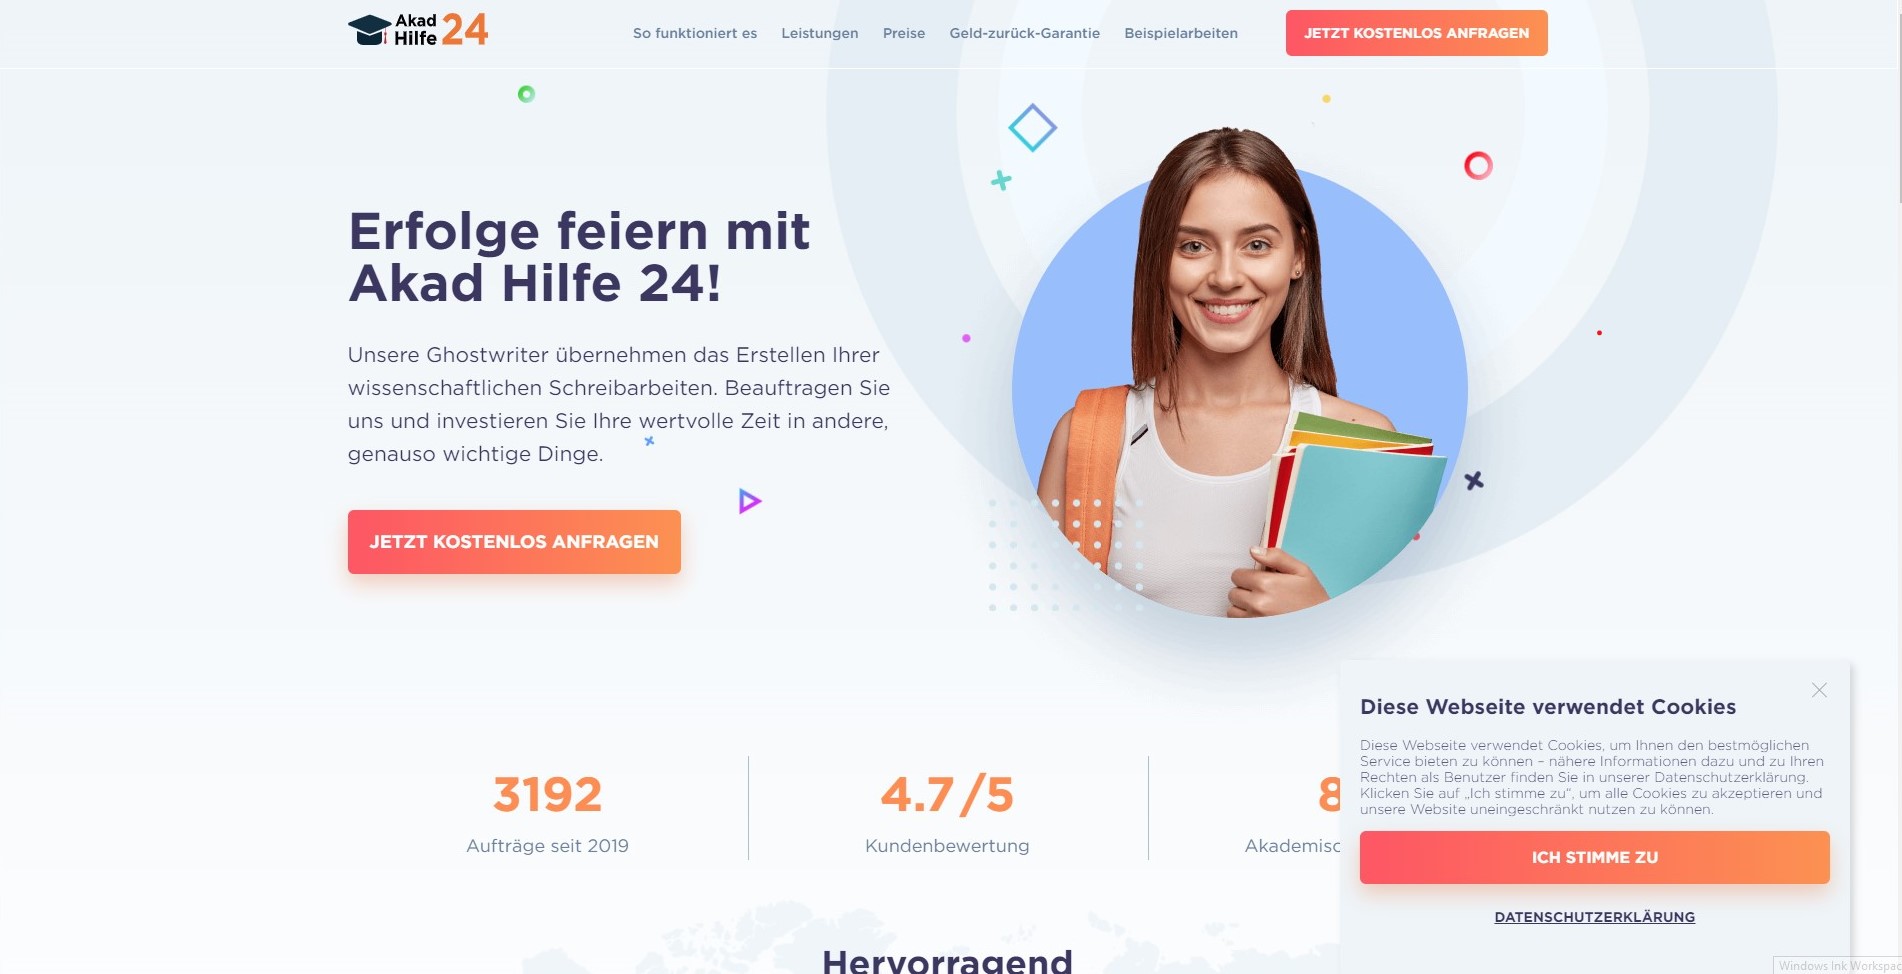 Akad
Hilfe 24
So funktioniert es
Leistungen
Preise
Geld-zurück-Garantie
Beispielarbeiten
JETZT KOSTENLOS ANFRAGEN
Erfolge feiern mit
Akad Hilfe 24!
Unsere Ghostwriter übernehmen das Erstellen Ihrer
wissenschaftlichen Schreibarbeiten. Beauftragen Sie
uns und investieren Sie Ihre wertvolle Zeit in andere,
genauso wichtige Dinge.
JETZT KOSTENLOS ANFRAGEN
3192
Aufträge seit 2019
4.7/5
Kundenbewertung
8
Hervorragend
Diese Webseite verwendet Cookies
Diese Webseite verwendet Cookies, um Ihnen den bestmöglichen
Service bieten zu können – nähere Informationen dazu und zu Ihren
Rechten als Benutzer finden Sie in unserer Datenschutzerklärung.
Klicken Sie auf „Ich stimme zu“, um alle Cookies zu akzeptieren und
unsere Website uneingeschränkt nutzen zu können.
ICH STIMME ZU
DATENSCHUTZERKLÄRUNG
Windows Ink Workspac